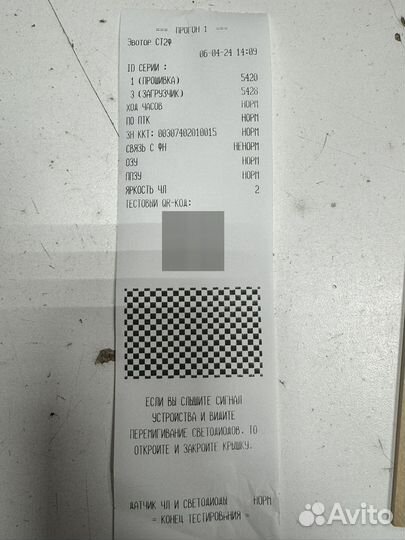 === ПРОГОН 1 ===
Эвотор СТ2Ф
06-04-24 14:09
ID СЕРИИ :
1 (ПРОШИВКА) 5420
3 (ЗАГРУЗЧИК) 5428
ХОД ЧАСОВ НОРМ
ПО ПТК НОРМ
ЗН ККТ: 00307402010015 НОРМ
СВЯЗЬ С ФН НЕНОРМ
ОЗУ НОРМ
ППЗУ НОРМ
ЯРКОСТЬ ЧЛ 2
ТЕСТОВЫЙ QR-КОД:
ЕСЛИ ВЫ СЛЫШИТЕ СИГНАЛ
УСТРОЙСТВА И ВИДИТЕ
ПЕРЕМИГИВАНИЕ СВЕТОДИОДОВ, ТО
ОТКРОЙТЕ И ЗАКРОЙТЕ КРЫШКУ.
ДАТЧИК ЧЛ И СВЕТОДИОДЫ НОРМ
= КОНЕЦ ТЕСТИРОВАНИЯ =
Avito